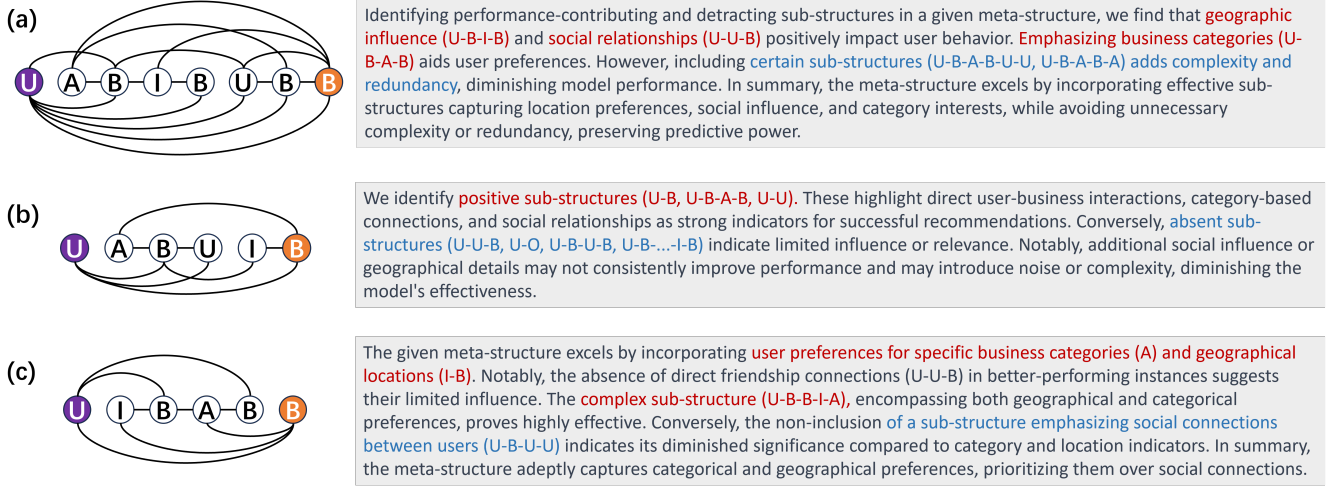 (a)
U A B I B U B B
Identifying performance-contributing and detracting sub-structures in a given meta-structure, we find that geographic
influence (U-B-I-B) and social relationships (U-U-B) positively impact user behavior. Emphasizing business categories (U-
B-A-B) aids user preferences. However, including certain sub-structures (U-B-A-B-U-U, U-B-A-B-A) adds complexity and
redundancy, diminishing model performance. In summary, the meta-structure excels by incorporating effective sub-
structures capturing location preferences, social influence, and category interests, while avoiding unnecessary
complexity or redundancy, preserving predictive power.
(b)
U A B U I B
We identify positive sub-structures (U-B, U-B-A-B, U-U). These highlight direct user-business interactions, category-based
connections, and social relationships as strong indicators for successful recommendations. Conversely, absent sub-
structures (U-U-B, U-O, U-B-U-B, U-B-...-I-B) indicate limited influence or relevance. Notably, additional social influence or
geographical details may not consistently improve performance and may introduce noise or complexity, diminishing the
model's effectiveness.
(c)
U I B A B B
The given meta-structure excels by incorporating user preferences for specific business categories (A) and geographical
locations (I-B). Notably, the absence of direct friendship connections (U-U-B) in better-performing instances suggests
their limited influence. The complex sub-structure (U-B-B-I-A), encompassing both geographical and categorical
preferences, proves highly effective. Conversely, the non-inclusion of a sub-structure emphasizing social connections
between users (U-B-U-U) indicates its diminished significance compared to category and location indicators. In summary,
the meta-structure adeptly captures categorical and geographical preferences, prioritizing them over social connections.